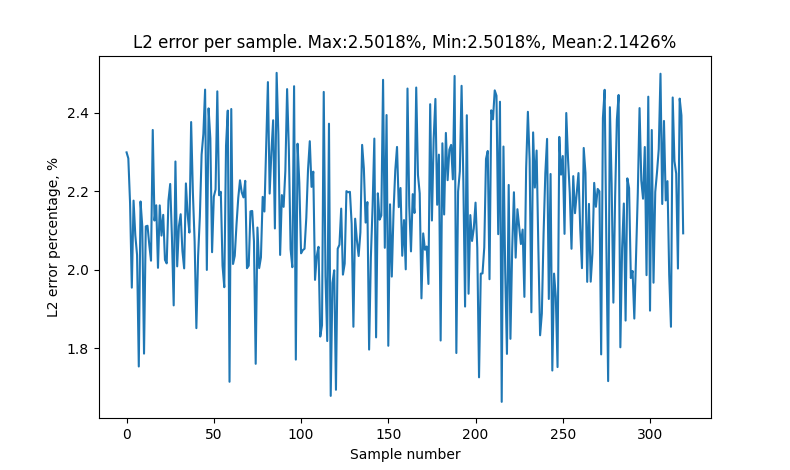 L2 error per sample. Max:2.5018%, Min:2.5018%, Mean:2.1426%
L2 error percentage, %
2.4
2.2
2.0
1.8
0 50 100 150 200 250 300
Sample number